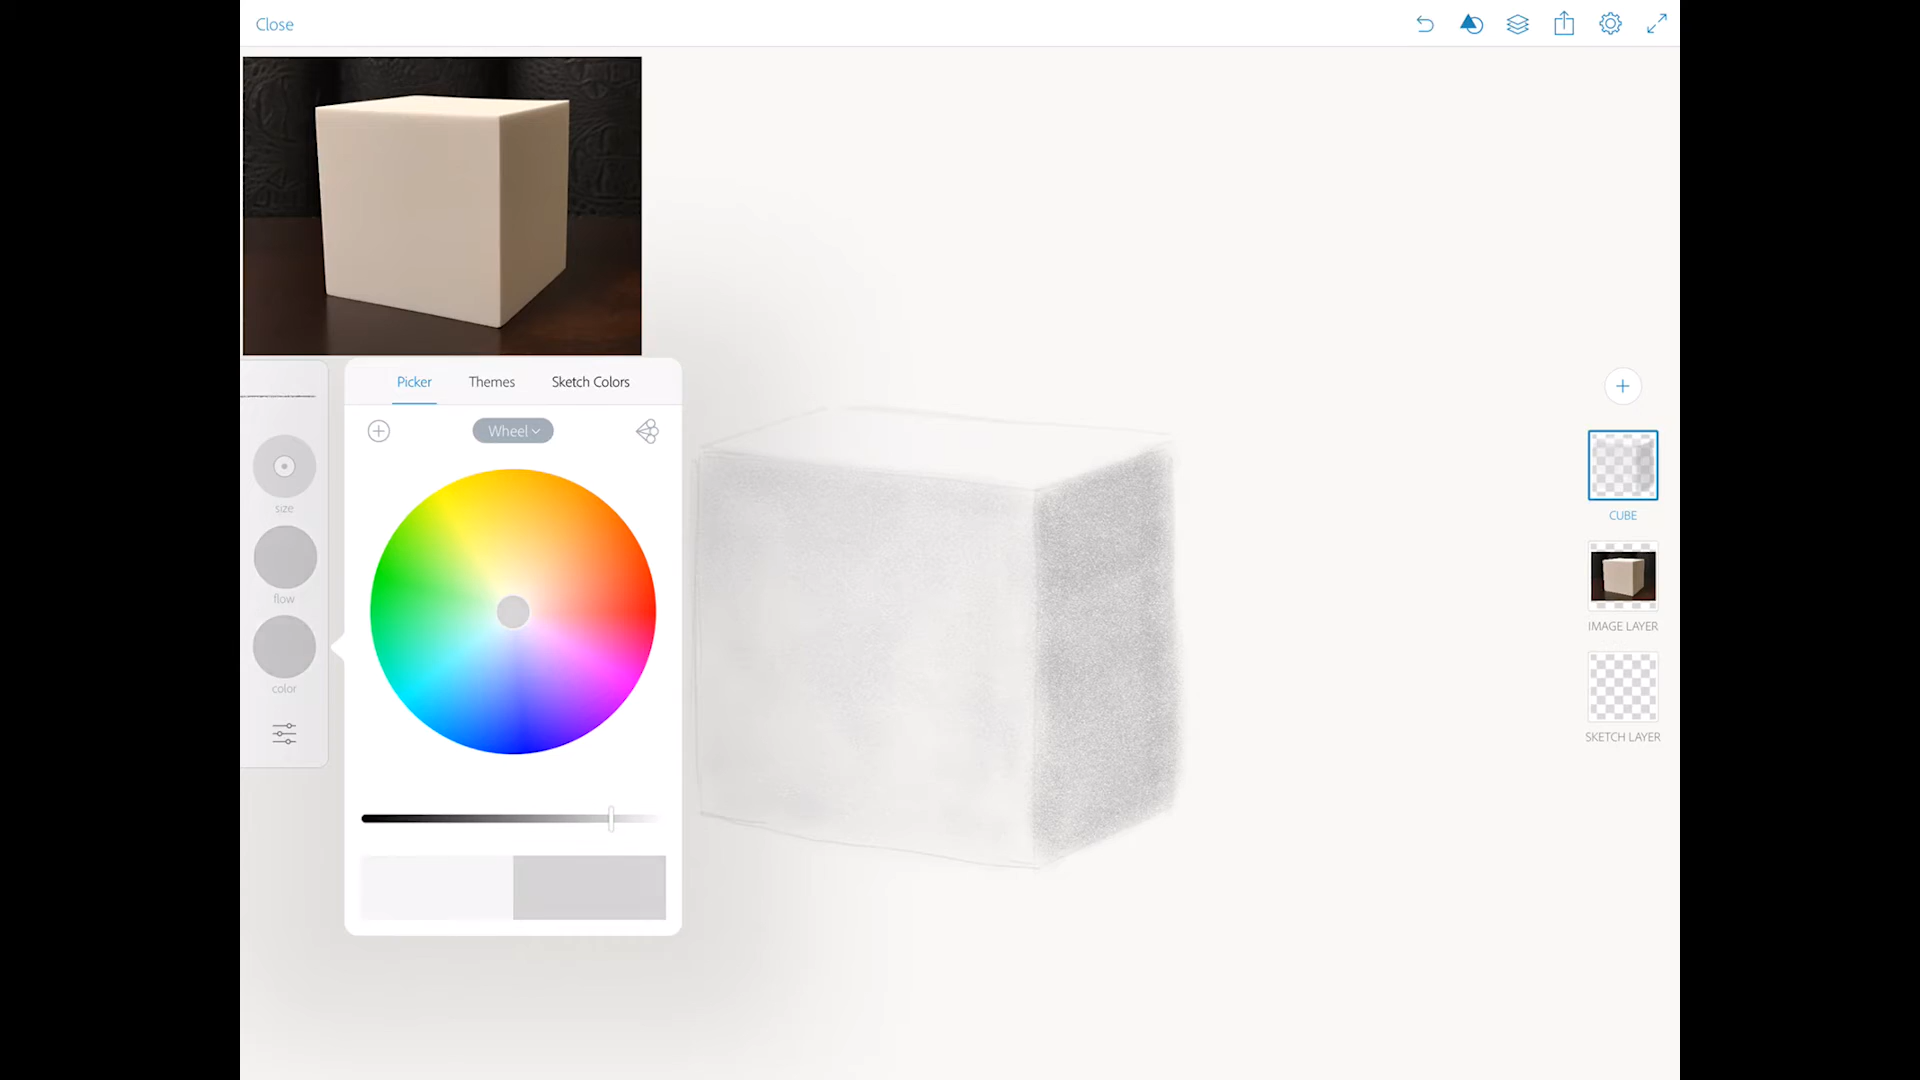 Close
Picker
Themes
Sketch Colors
Wheel
size
flow
color
CUBE
IMAGE LAYER
SKETCH LAYER